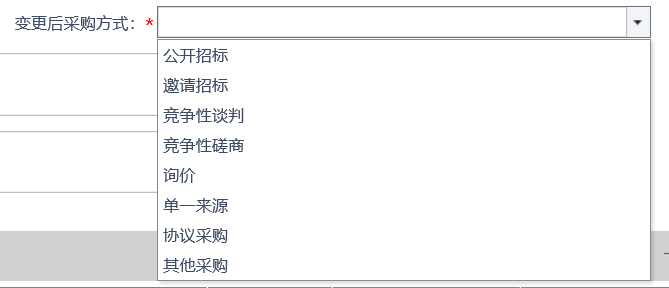 变更后采购方式：*
公开招标
邀请招标
竞争性谈判
竞争性磋商
询价
单一来源
协议采购
其他采购